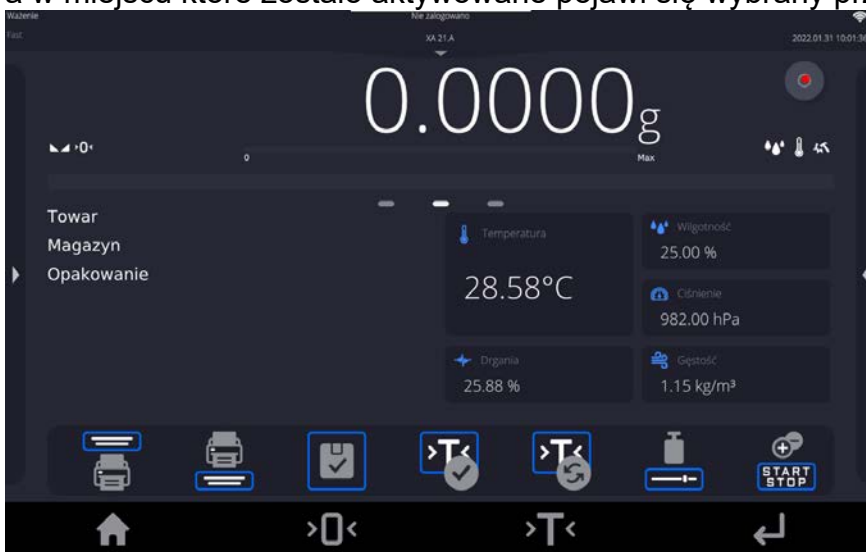 a w miejscu które zostało aktywowane pojawi się wybrany
Ważenie
Nie zalogowano
Fast
XA 21.A
2022.01.31 10:01:36
0.0000g
>0<
0
Max
Towar
Magazyn
Opakowanie
Temperatura
28.58°C
Wilgotność
25.00 %
Ciśnienie
982.00 hPa
Drgania
25.88 %
Gęstość
1.15 kg/m³
>T<
>T<
START
STOP
>0<
>T<